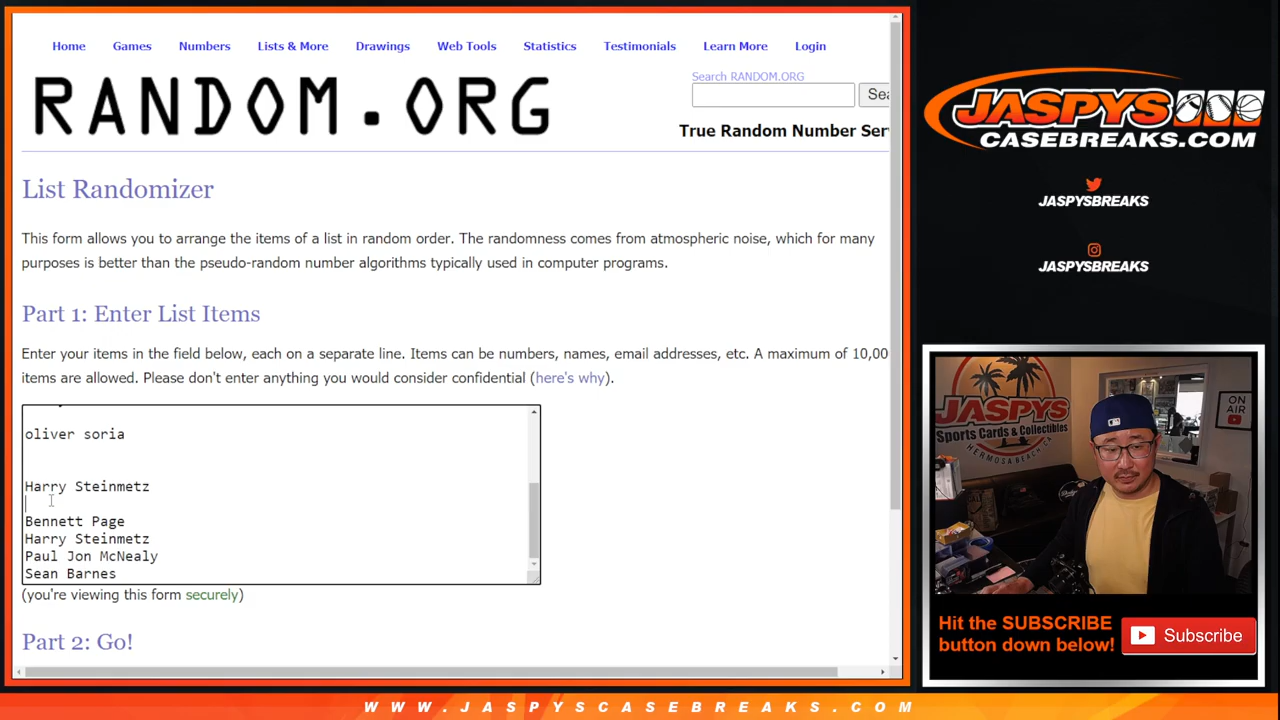 Home Games Numbers Lists & More Drawings Web Tools Statistics Testimonials Learn More Login
RANDOM.ORG
Search RANDOM.ORG
Sea
True Random Number Ser
List Randomizer
This form allows you to arrange the items of a list in random order. The randomness comes from atmospheric noise, which for many
purposes is better than the pseudo-random number algorithms typically used in computer programs.
Part 1: Enter List Items
Enter your items in the field below, each on a separate line. Items can be numbers, names, email addresses, etc. A maximum of 10,00
items are allowed. Please don't enter anything you would consider confidential (here's why).
oliver soria
Harry Steinmetz
Bennett Page
Harry Steinmetz
Paul Jon McNealy
Sean Barnes
(you're viewing this form securely)
Part 2: Go!
JASPYS
CASEBREAKS.COM
JASPYSBREAKS
JASPYSBREAKS
JASPYS
Sports Cards & Collectibles
HERMOSA BEACH CA
ON AIR
Hit the SUBSCRIBE
button down below!
Subscribe
WWW.JASPYSCASEBREAKS.COM